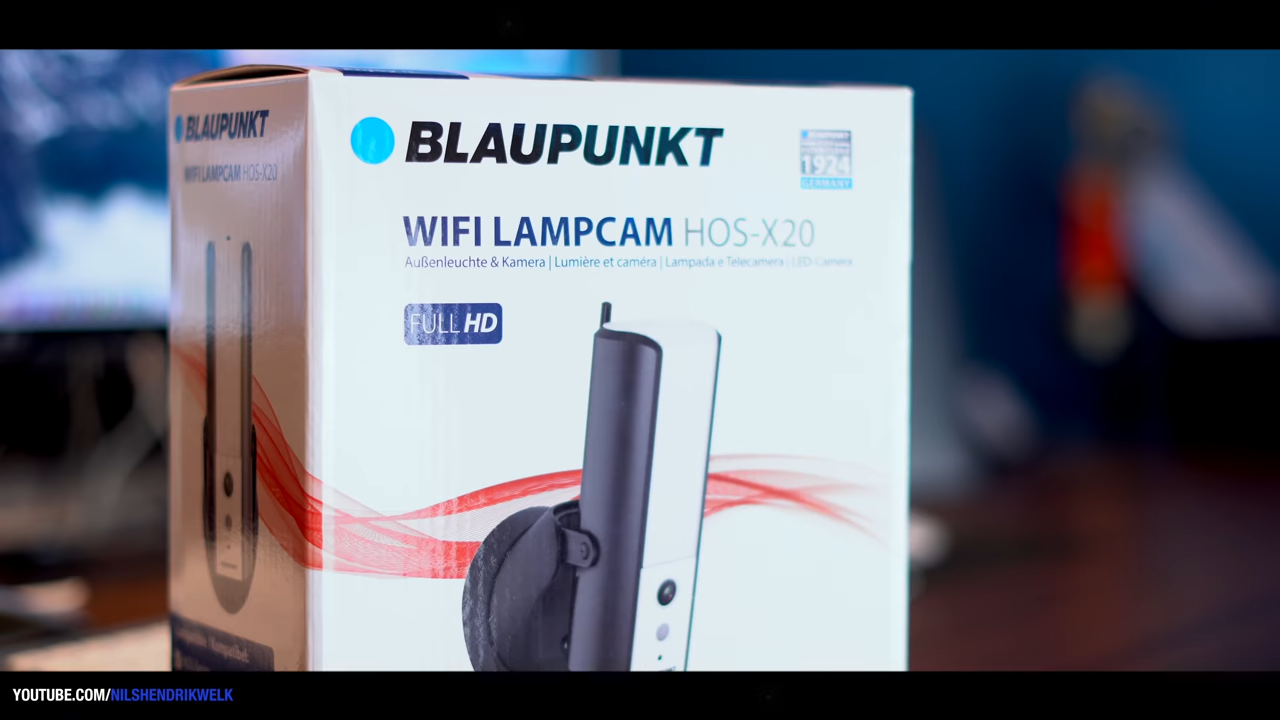 BLAUPUNKT
WIFI LAMPCAM HOS-X20
BLAUPUNKT
1924
GERMANY
WIFI LAMPCAM HOS-X20
Außenleuchte & Kamera | Lumière et caméra | Lampada e Telecamera | LED-Camera
FULL HD
YOUTUBE.COM/NILSHENDRIKWELK